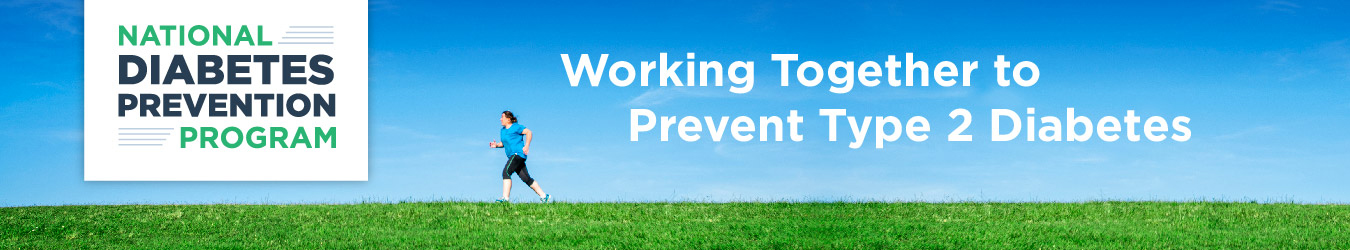 NATIONAL
DIABETES
PREVENTION
PROGRAM
Working Together to
Prevent Type 2 Diabetes